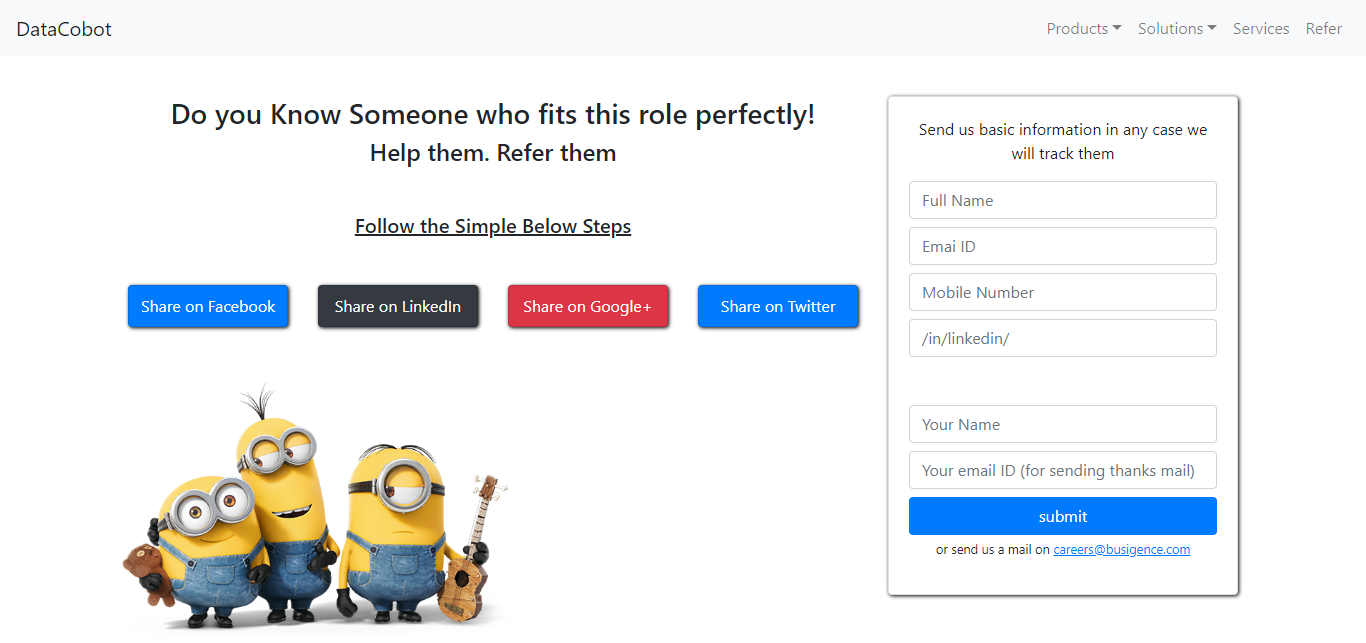 DataCobot
Products
Solutions
Services
Refer
Do you Know Someone who fits this role perfectly!
Help them. Refer them
Follow the Simple Below Steps
Share on Facebook
Share on LinkedIn
Share on Google+
Share on Twitter
Send us basic information in any case we
will track them
Full Name
Emai ID
Mobile Number
/in/linkedin/
Your Name
Your email ID (for sending thanks mail)
submit
or send us a mail on careers@busigence.com